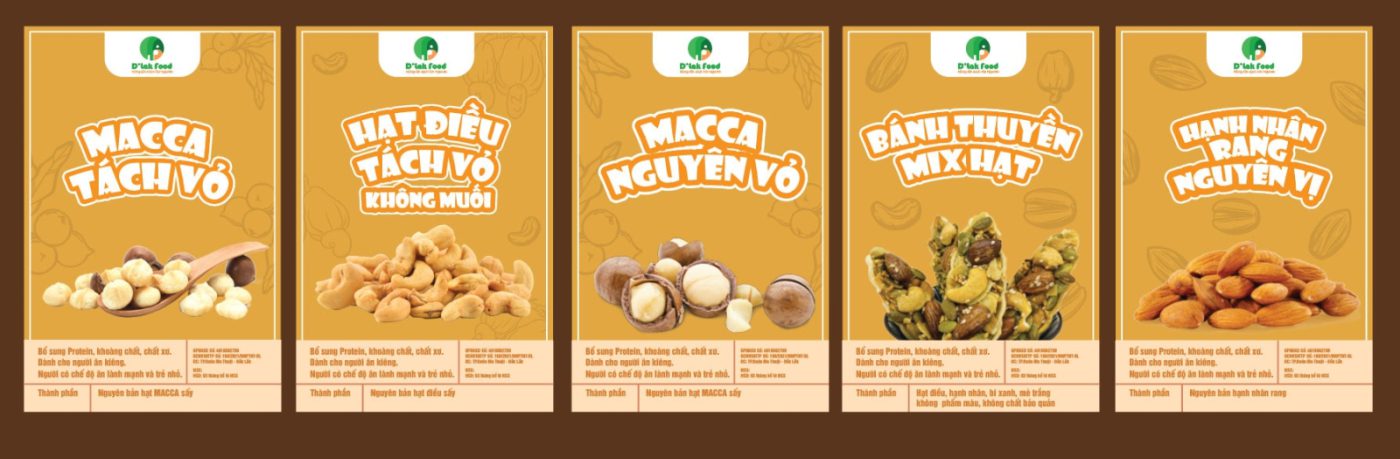 D'lak Food
MACCA
TÁCH VỎ
Bổ sung Protein, khoáng chất, chất xơ.
Dành cho người ăn kiêng.
Người có chế độ ăn lành mạnh và trẻ nhỏ.
Thành phần
Nguyên bản hạt MACCA sấy
D'lak Food
HẠT ĐIỀU
TÁCH VỎ
KHÔNG MUỐI
Bổ sung Protein, khoáng chất, chất xơ.
Dành cho người ăn kiêng.
Người có chế độ ăn lành mạnh và trẻ nhỏ.
Thành phần
Nguyên bản hạt điều sấy
D'lak Food
MACCA
NGUYÊN VỎ
Bổ sung Protein, khoáng chất, chất xơ.
Dành cho người ăn kiêng.
Người có chế độ ăn lành mạnh và trẻ nhỏ.
Thành phần
Nguyên bản hạt MACCA sấy
D'lak Food
BÁNH THUYỀN
MIX HẠT
Bổ sung Protein, khoáng chất, chất xơ.
Dành cho người ăn kiêng.
Người có chế độ ăn lành mạnh và trẻ nhỏ.
Thành phần
Hạt điều, hạnh nhân, bí xanh, mè trắng
không phẩm màu, không chất bảo quản
D'lak Food
HẠNH NHÂN
RANG
NGUYÊN VỊ
Bổ sung Protein, khoáng chất, chất xơ.
Dành cho người ăn kiêng.
Người có chế độ ăn lành mạnh và trẻ nhỏ.
Thành phần
Nguyên bản hạnh nhân rang